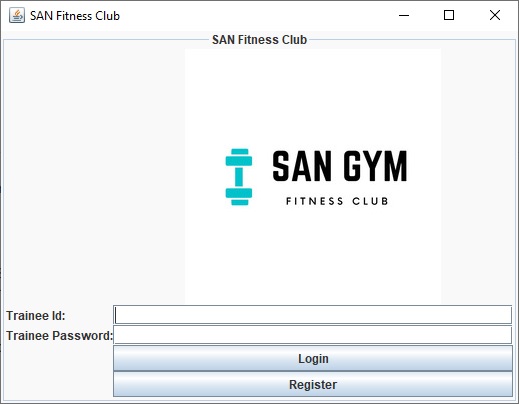 SAN Fitness Club
SAN Fitness Club
SAN GYM
FITNESS CLUB
Trainee Id:
Trainee Password:
Login
Register